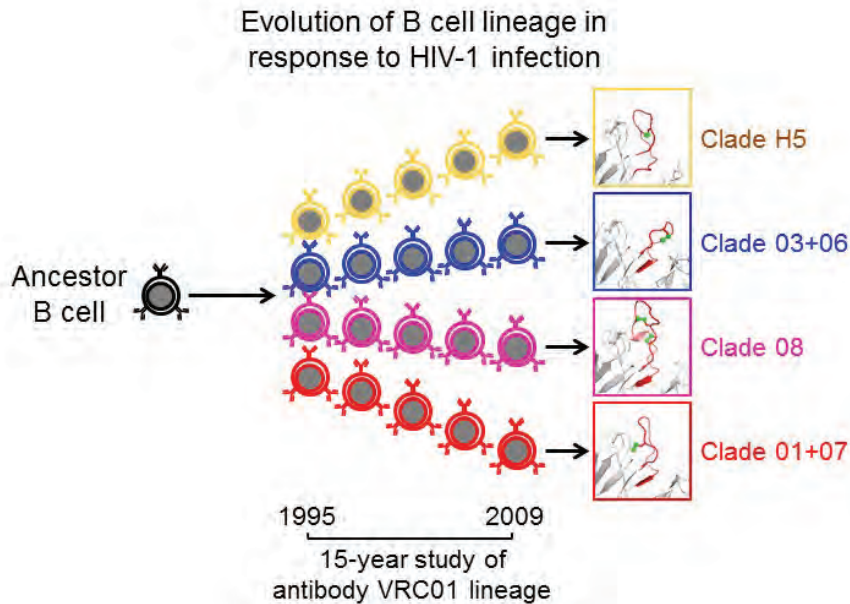 Evolution of B cell lineage in
response to HIV-1 infection
Clade H5
Clade 03+06
Ancestor
B cell
Clade 08
Clade 01+07
1995 2009
15-year study of
antibody VRC01 lineage